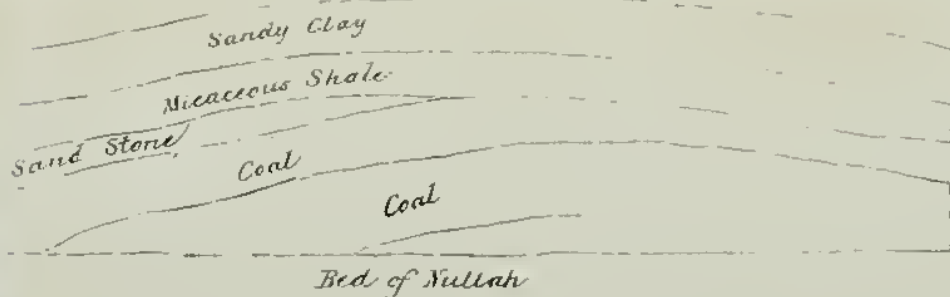 Sandy Clay
Micaceous Shale
Sand Stone
Coal
Coal
Bed of Nullah